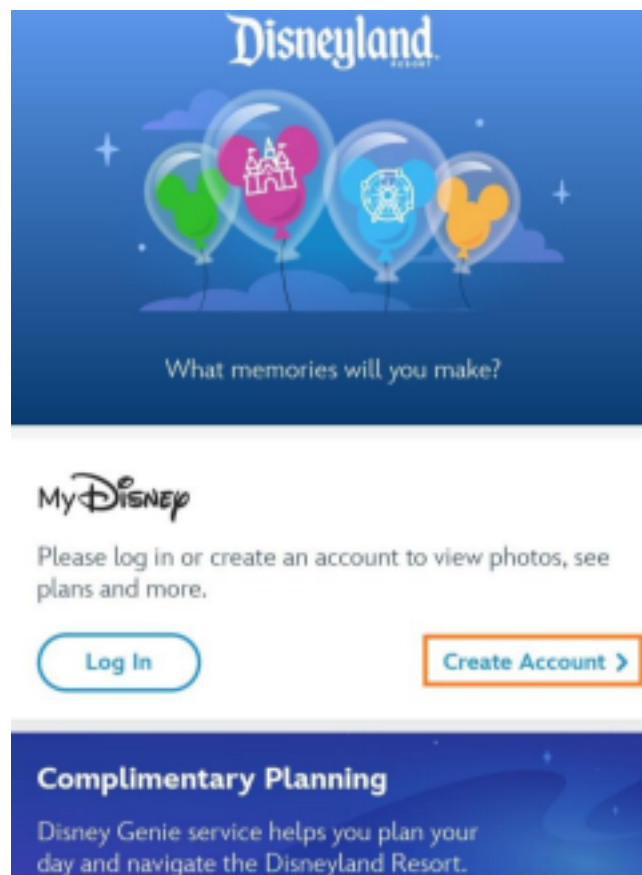 Disneyland
RESORT
What memories will you make?
My Disney
Please log in or create an account to view photos, see
plans and more.
Log In
Create Account >
Complimentary Planning
Disney Genie service helps you plan your
day and navigate the Disneyland Resort.